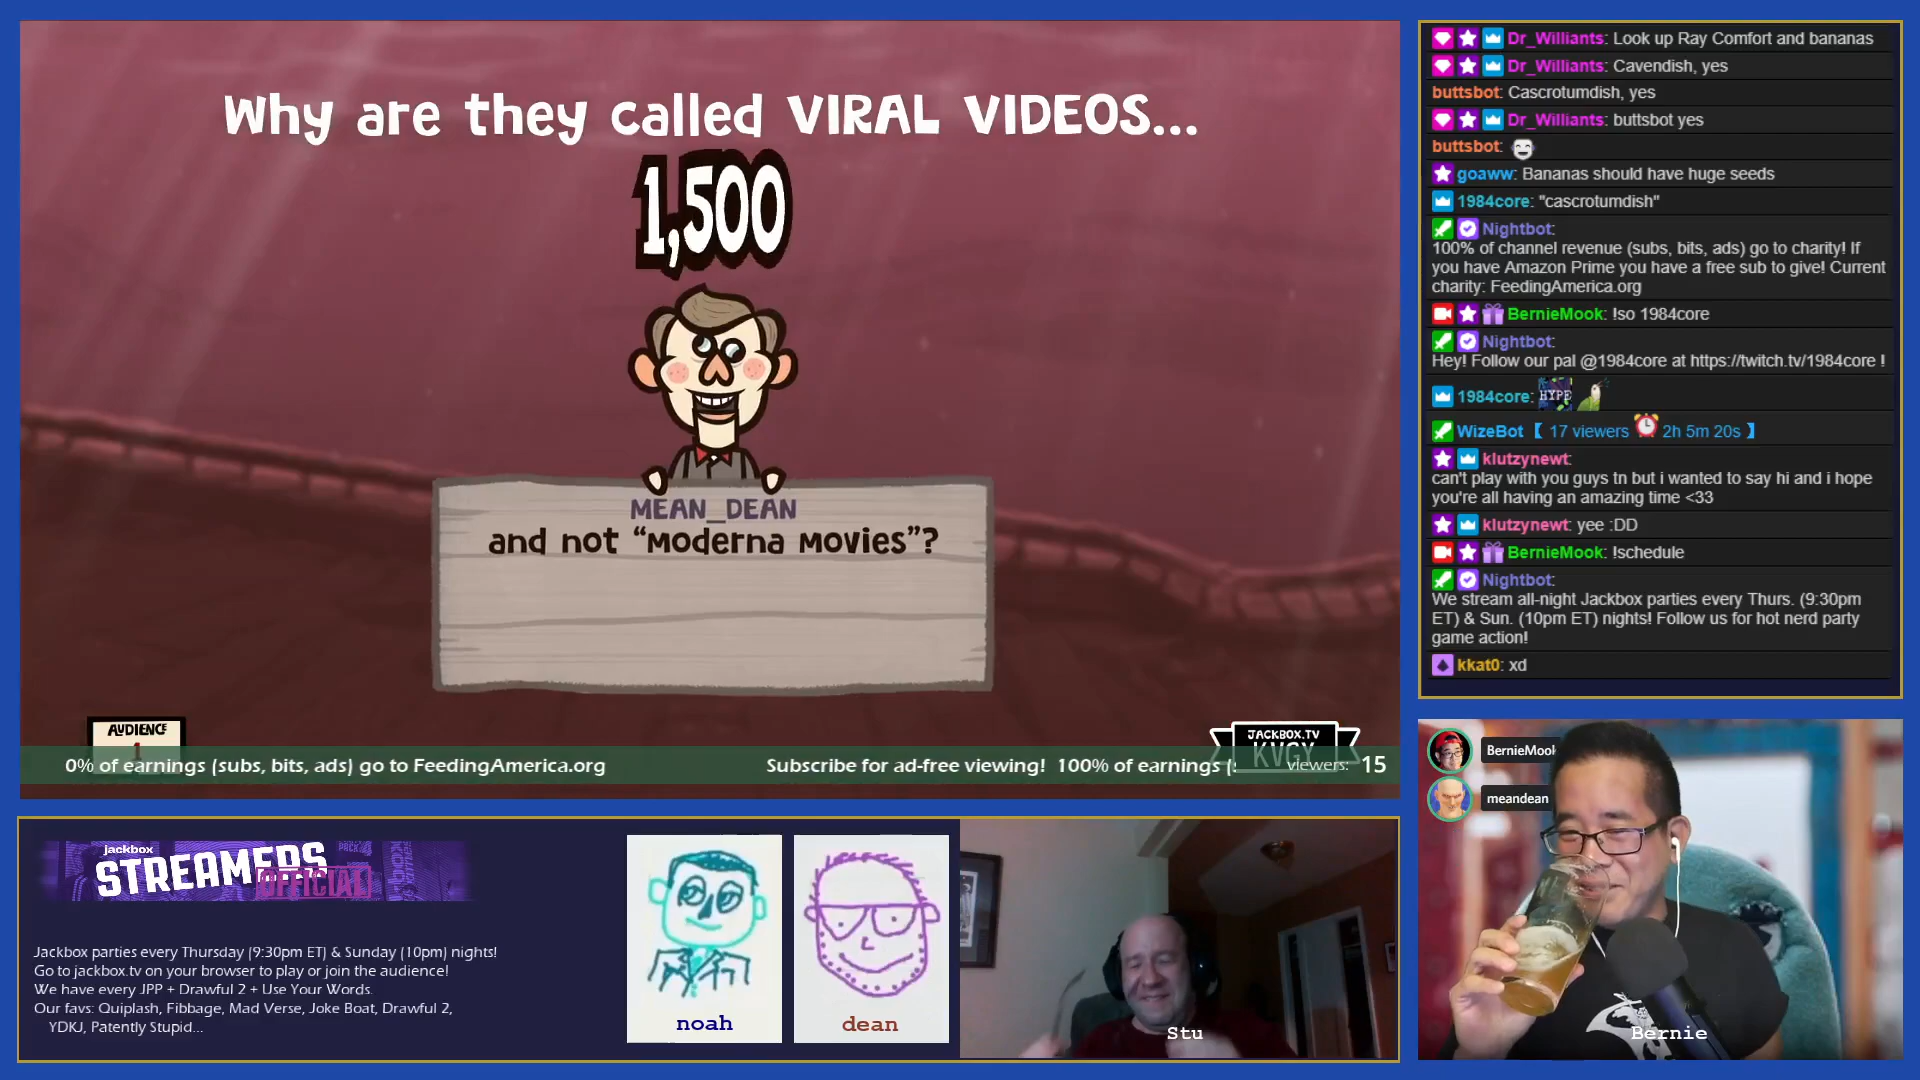 Why are they called VIRAL VIDEOS...
1,500
MEAN_DEAN
and not “Moderna Movies”?
AUDIENCE
1
JACKBOX.TV
KVGY
0% of earnings (subs, bits, ads) go to FeedingAmerica.org
Subscribe for ad-free viewing! 100% of earnings (s
viewers: 15
Dr_Williants: Look up Ray Comfort and bananas
Dr_Williants: Cavendish, yes
buttsbot: Cascrotumdish, yes
Dr_Williants: buttsbot yes
buttsbot:
goaww: Bananas should have huge seeds
1984core: "cascrotumdish"
Nightbot:
100% of channel revenue (subs, bits, ads) go to charity! If
you have Amazon Prime you have a free sub to give! Current
charity: FeedingAmerica.org
BernieMook: !so 1984core
Nightbot:
Hey! Follow our pal @1984core at https://twitch.tv/1984core !
1984core: HYPE
WizeBot 【 17 viewers 2h 5m 20s 】
klutzynewt:
can't play with you guys tn but i wanted to say hi and i hope
you're all having an amazing time <33
klutzynewt: yee :DD
BernieMook: !schedule
Nightbot:
We stream all-night Jackbox parties every Thurs. (9:30pm
ET) & Sun. (10pm ET) nights! Follow us for hot nerd party
game action!
kkat0: xd
jackbox
STREAMERS
OFFICIAL
Jackbox parties every Thursday (9:30pm ET) & Sunday (10pm) nights!
Go to jackbox.tv on your browser to play or join the audience!
We have every JPP + Drawful 2 + Use Your Words.
Our favs: Quiplash, Fibbage, Mad Verse, Joke Boat, Drawful 2,
YDKJ, Patently Stupid...
noah
dean
Stu
BernieMool
meandean
Bernie